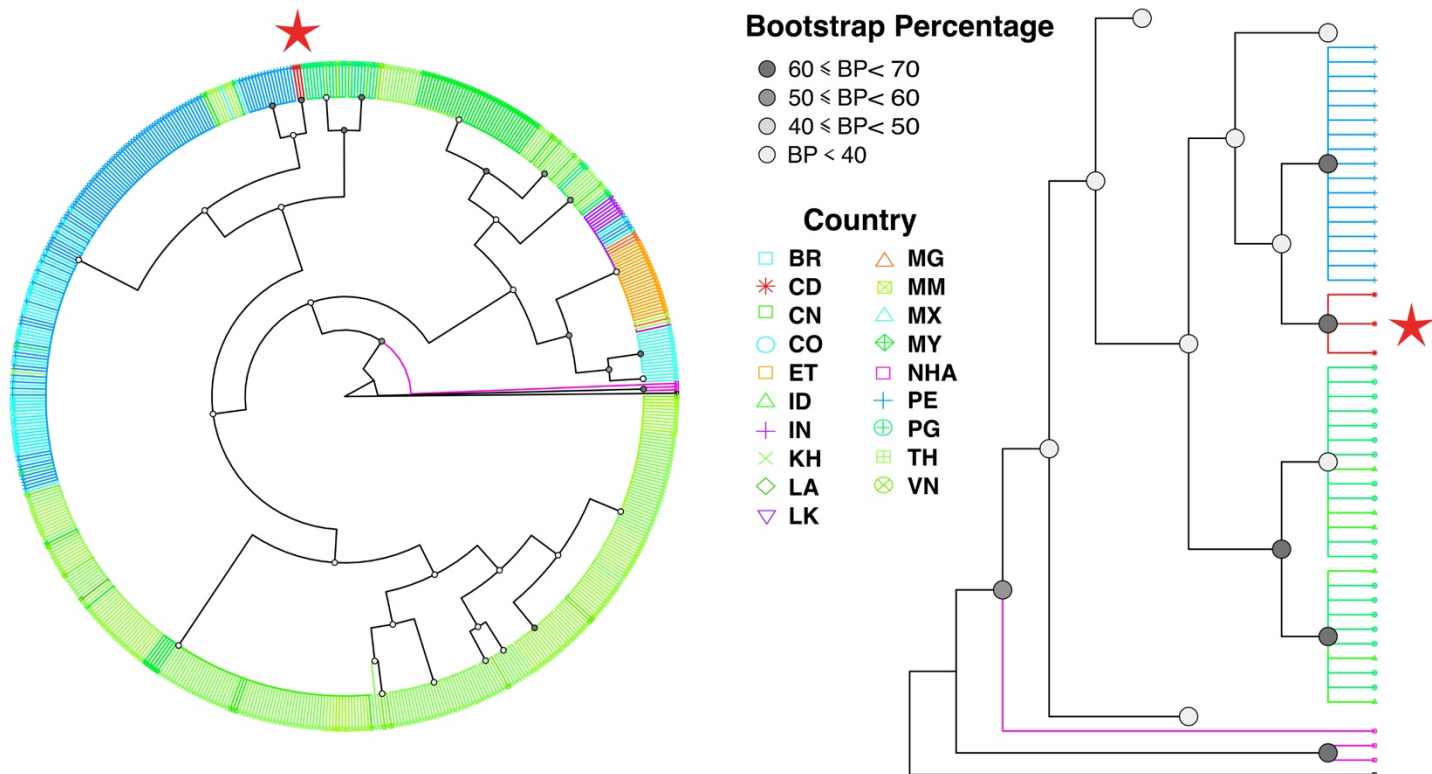 Bootstrap Percentage
60 ≤ BP< 70
50 ≤ BP< 60
40 ≤ BP< 50
BP < 40
Country
BR
CD
CN
CO
ET
ID
IN
KH
LA
LK
MG
MM
MX
MY
NHA
PE
PG
TH
VN